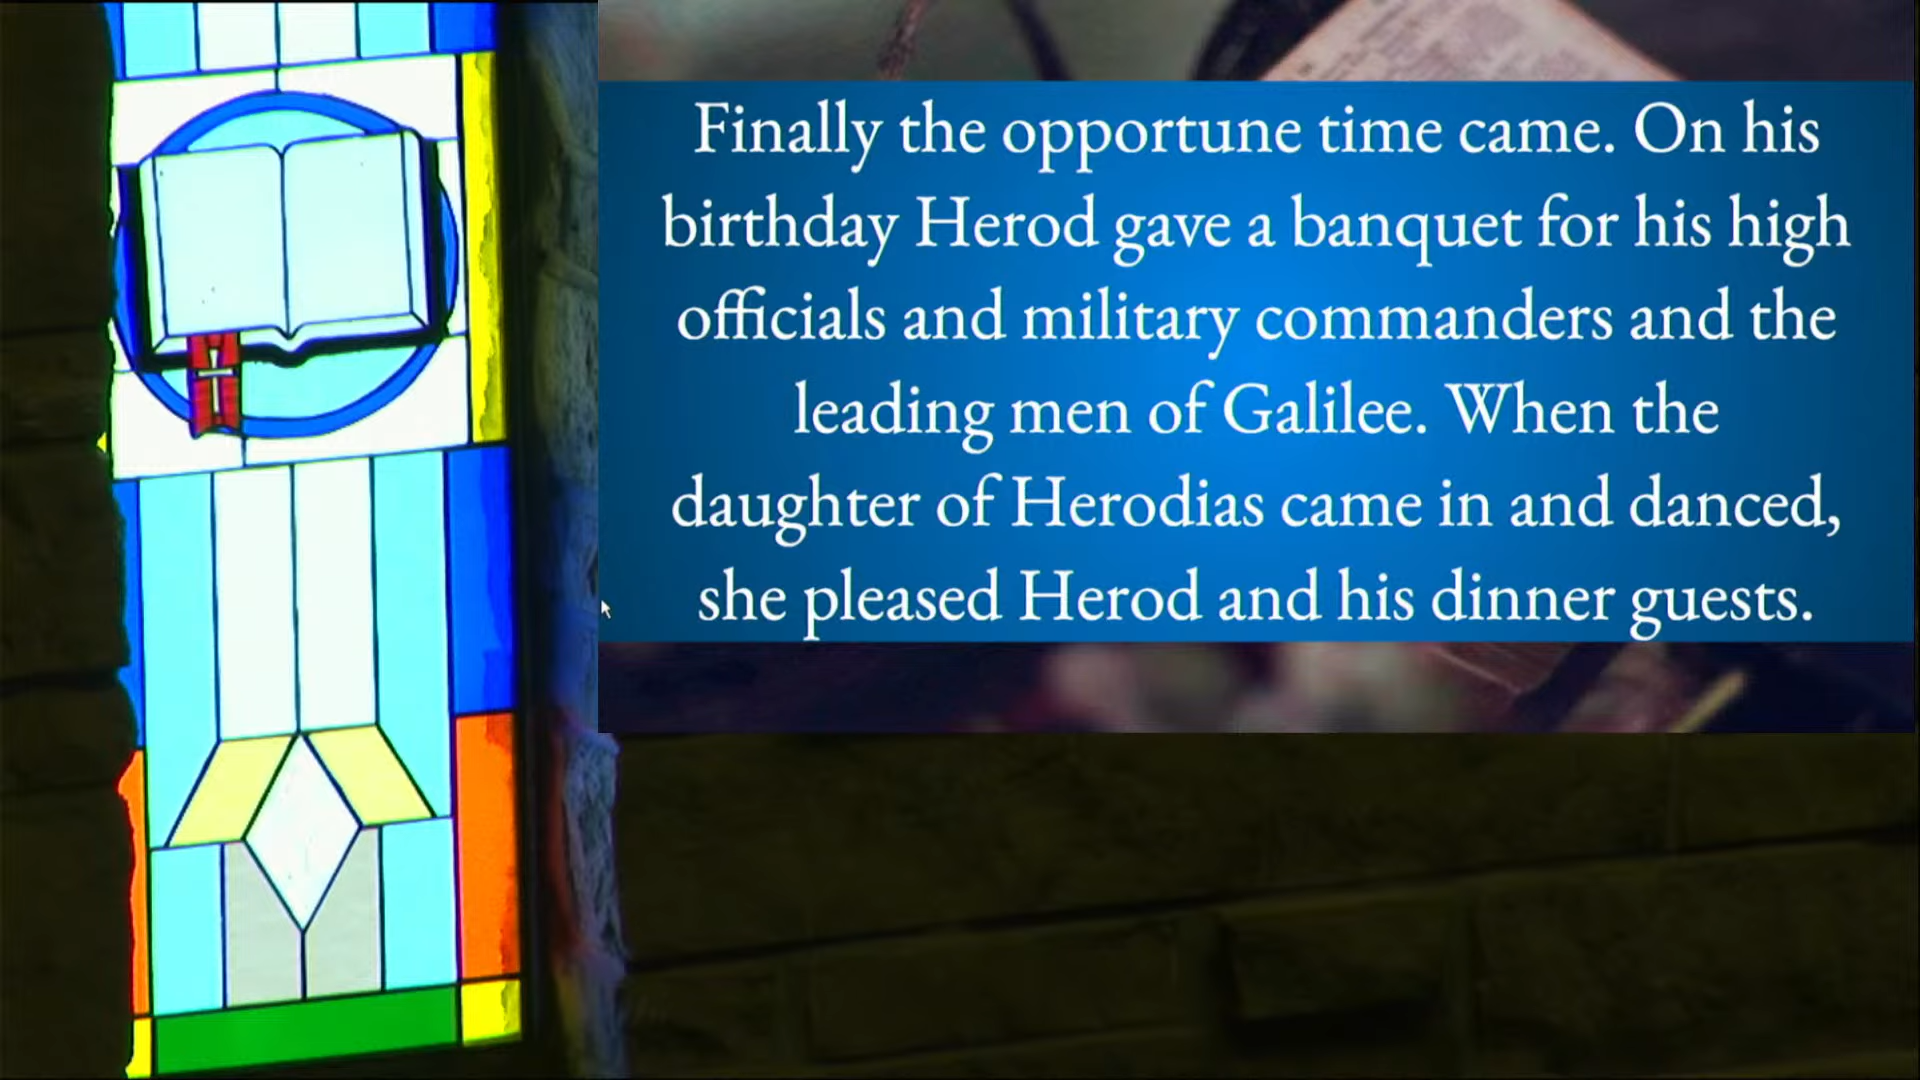 Finally the opportune time came. On his
birthday Herod gave a banquet for his high
officials and military commanders and the
leading men of Galilee. When the
daughter of Herodias came in and danced,
she pleased Herod and his dinner guests.